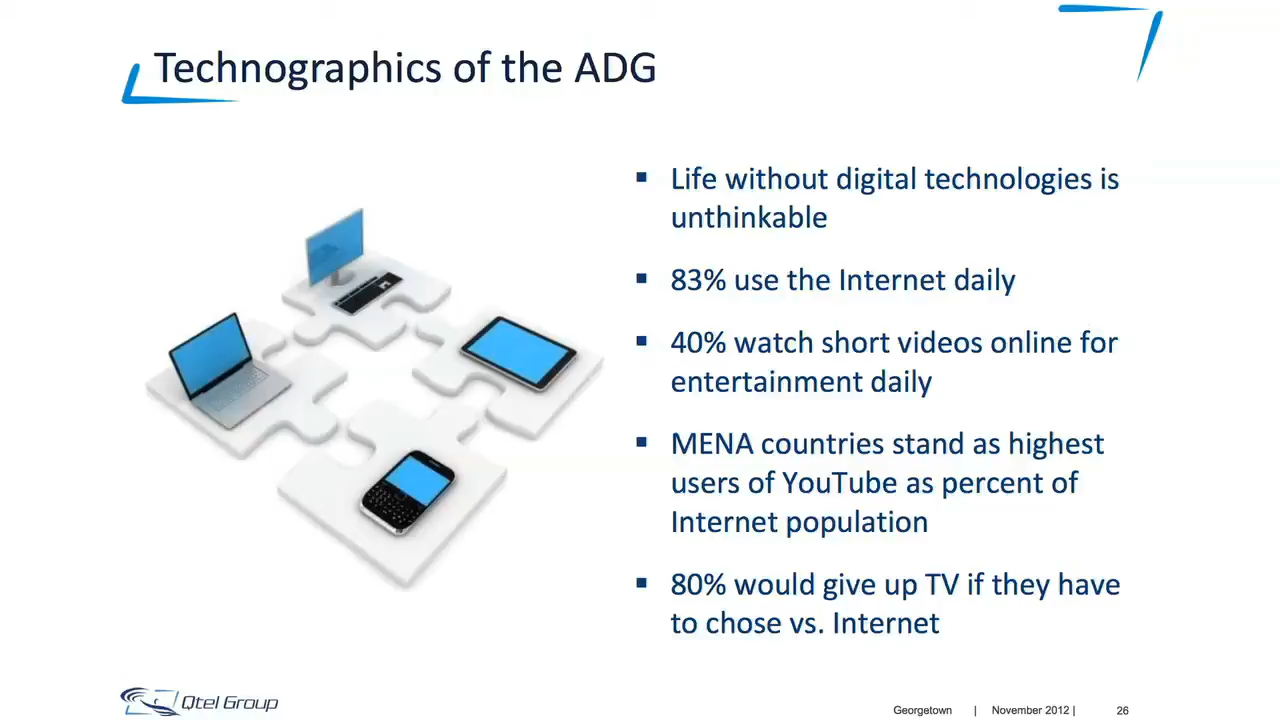 Technographics of the ADG
▪ Life without digital technologies is
unthinkable
▪ 83% use the Internet daily
▪ 40% watch short videos online for
entertainment daily
▪ MENA countries stand as highest
users of YouTube as percent of
Internet population
▪ 80% would give up TV if they have
to chose vs. Internet
Qtel Group
Georgetown | November 2012 | 26